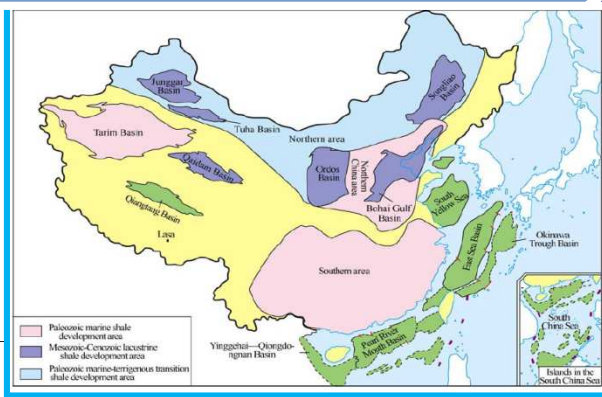 Junggar
Basin
Songliao
Basin
Tuha Basin
Northern area
Tarim Basin
Qaidam Basin
Ordos
Basin
Northern
China area
Bohai Gulf
Basin
Qiangtang Basin
Lasa
South
Yellow Sea
East Sea Basin
Okinawa
Trough Basin
Southern area
Pearl River
Mouth Basin
Yinggehai—Qiongdo-
ngnan Basin
South
China Sea
Islands in the
South China Sea
Paleozoic marine shale
development area
Mesozoic-Cenozoic lacustrine
shale development area
Paleozoic marine-terrigenous transition
shale development area